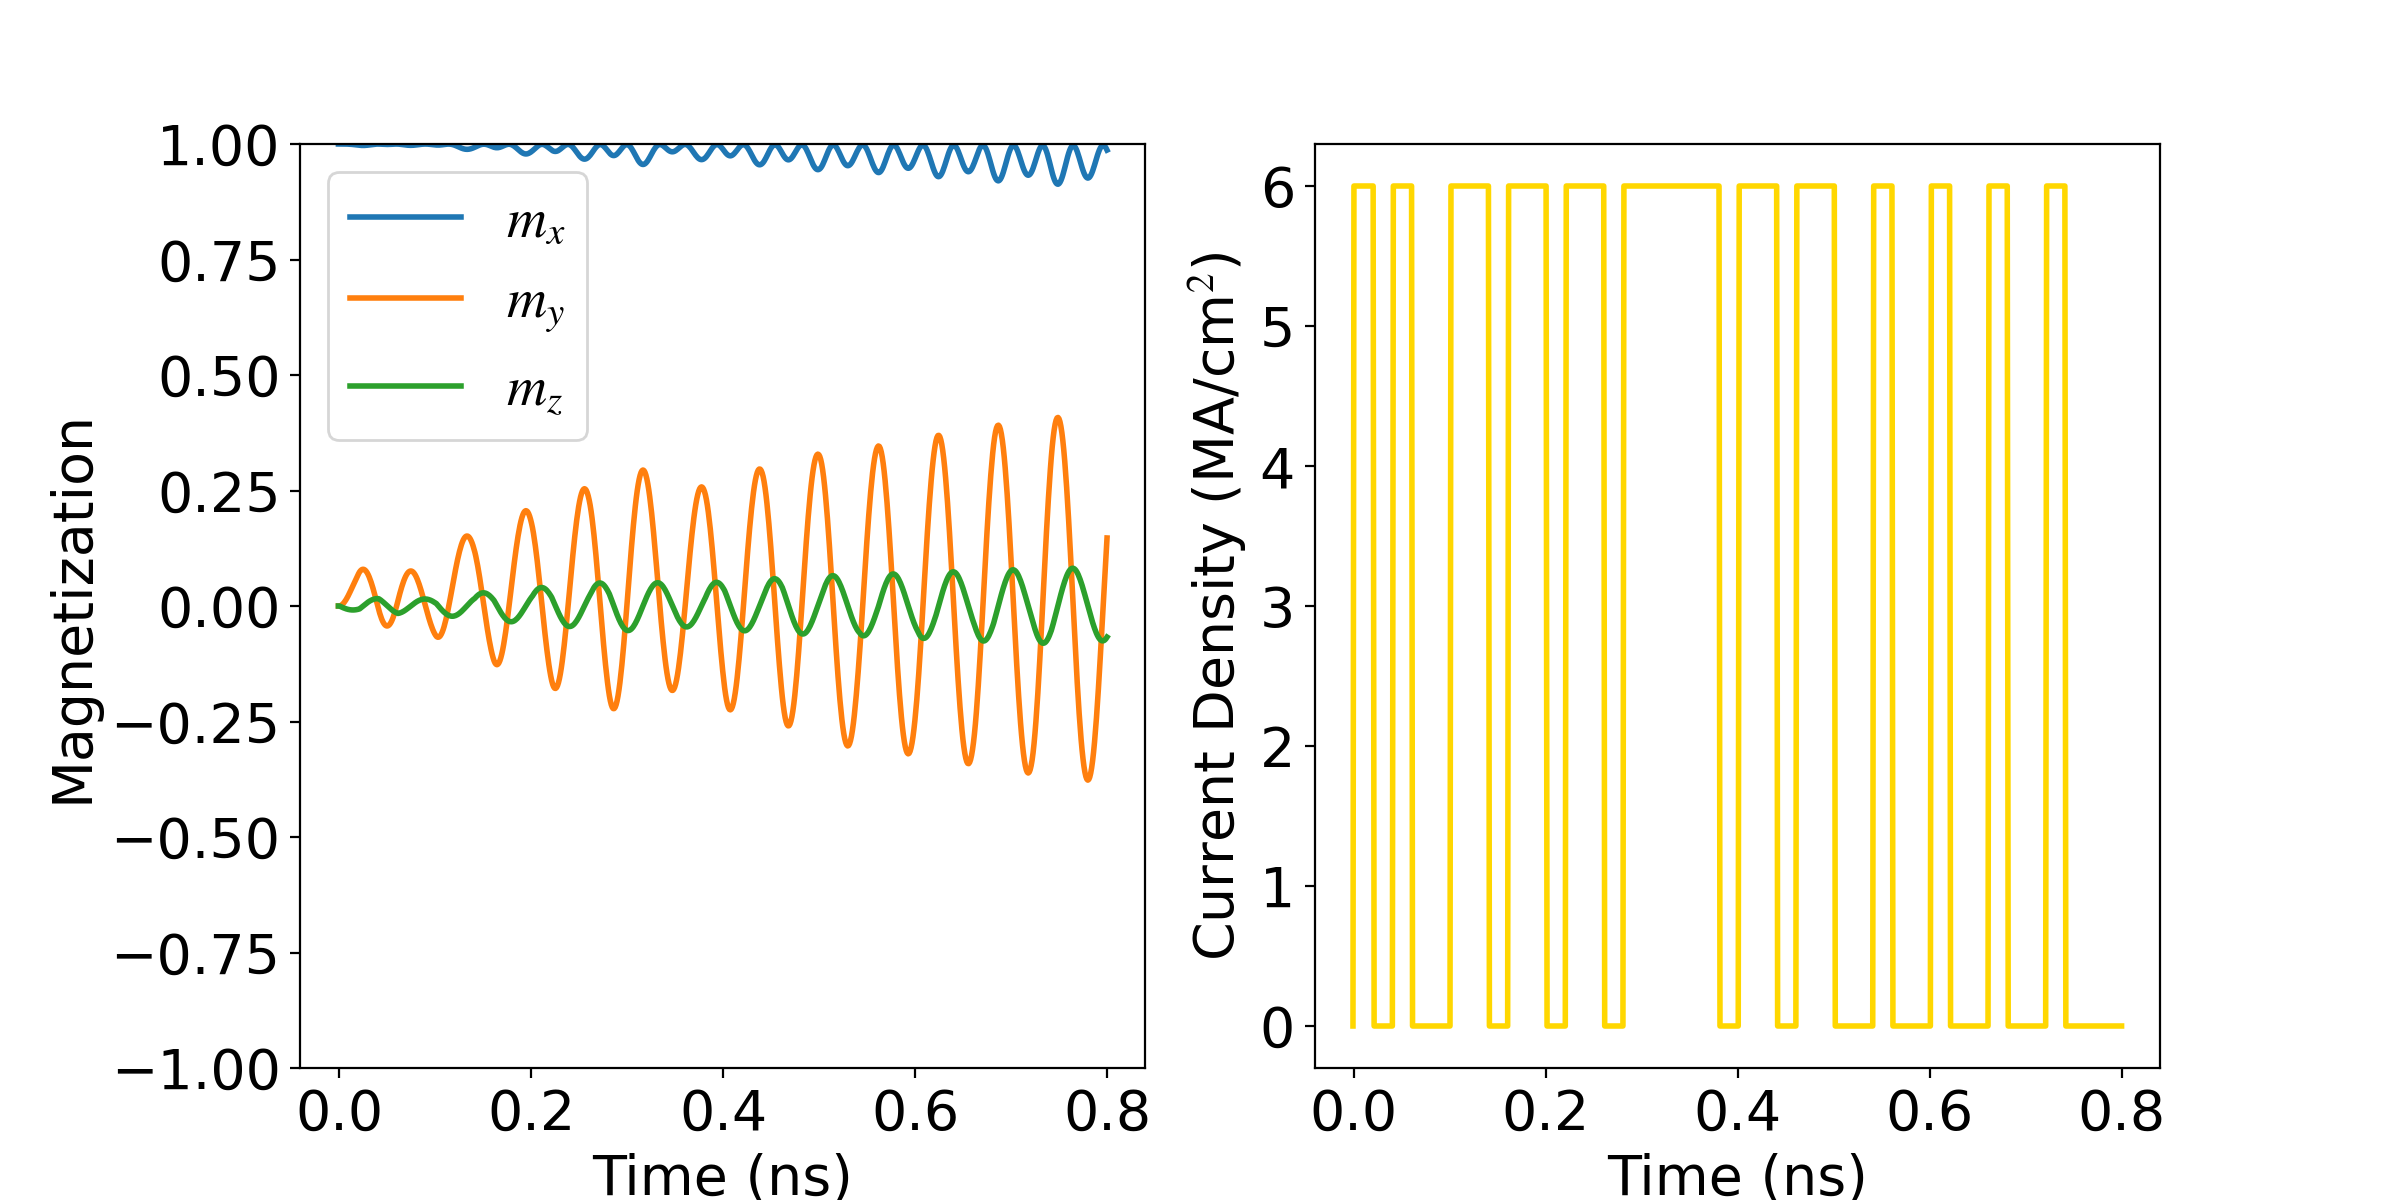 1.00
0.75
0.50
0.25
0.00
−0.25
−0.50
−0.75
−1.00
Magnetization
m_x
m_y
m_z
0.0 0.2 0.4 0.6 0.8
Time (ns)
6
5
4
3
2
1
0
Current Density (MA/cm²)
0.0 0.2 0.4 0.6 0.8
Time (ns)